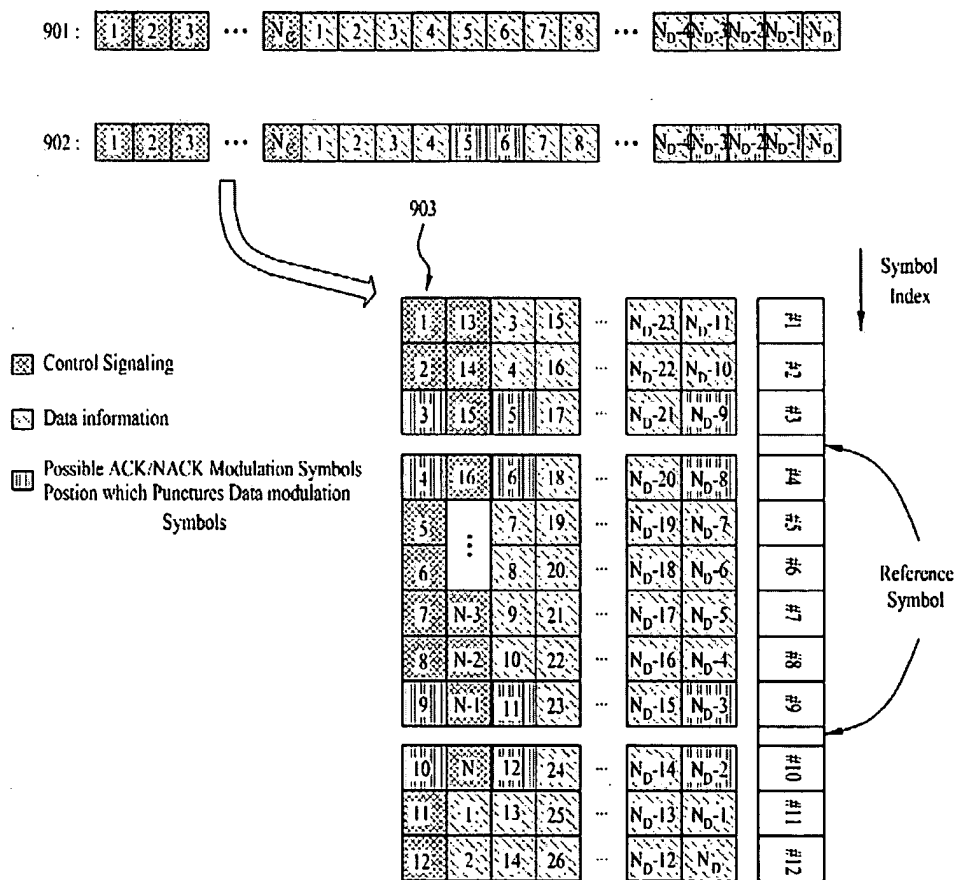 901 : 1 2 3 ··· N_C 1 2 3 4 5 6 7 8 ··· N_D-4 N_D-3 N_D-2 N_D-1 N_D
902 : 1 2 3 ··· N_C 1 2 3 4 5 6 7 8 ··· N_D-4 N_D-3 N_D-2 N_D-1 N_D
903
Symbol
Index
Control Signaling
Data information
Possible ACK/NACK Modulation Symbols
Postion which Punctures Data modulation
Symbols
1 13 3 15 ··· N_D-23 N_D-11 #1
2 14 4 16 ··· N_D-22 N_D-10 #2
3 15 5 17 ··· N_D-21 N_D-9 #3
4 16 6 18 ··· N_D-20 N_D-8 #4
5 ⋮ 7 19 ··· N_D-19 N_D-7 #5
6 8 20 ··· N_D-18 N_D-6 #6
7 N-3 9 21 ··· N_D-17 N_D-5 #7
8 N-2 10 22 ··· N_D-16 N_D-4 #8
9 N-1 11 23 ··· N_D-15 N_D-3 #9
10 N 12 24 ··· N_D-14 N_D-2 #10
11 1 13 25 ··· N_D-13 N_D-1 #11
12 2 14 26 ··· N_D-12 N_D #12
Reference
Symbol